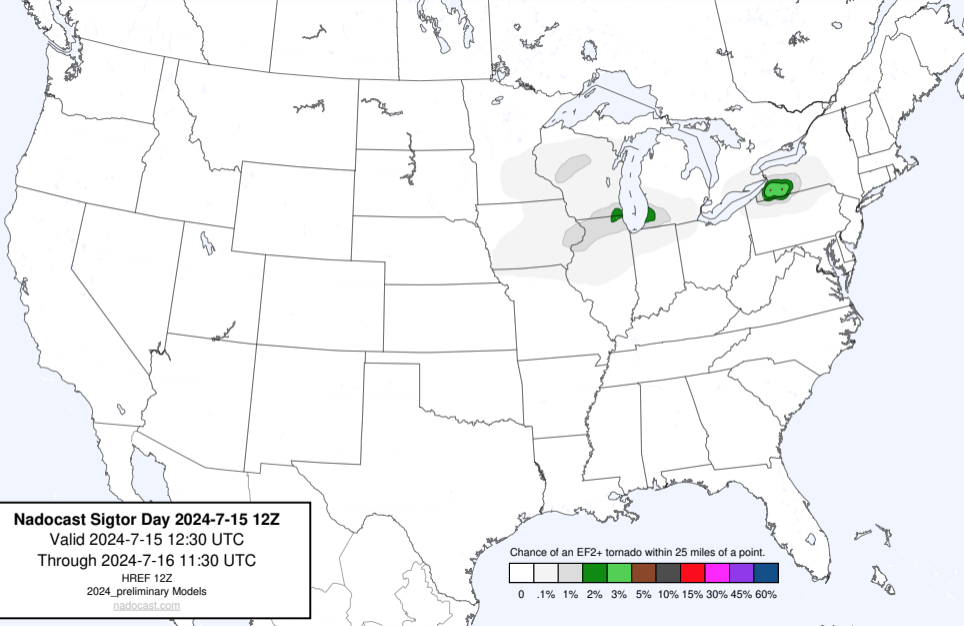 Nadocast Sigtor Day 2024-7-15 12Z
Valid 2024-7-15 12:30 UTC
Through 2024-7-16 11:30 UTC
HREF 12Z
2024_preliminary Models
nadocast.com
Chance of an EF2+ tornado within 25 miles of a point.
0 .1% 1% 2% 3% 5% 10% 15% 30% 45% 60%